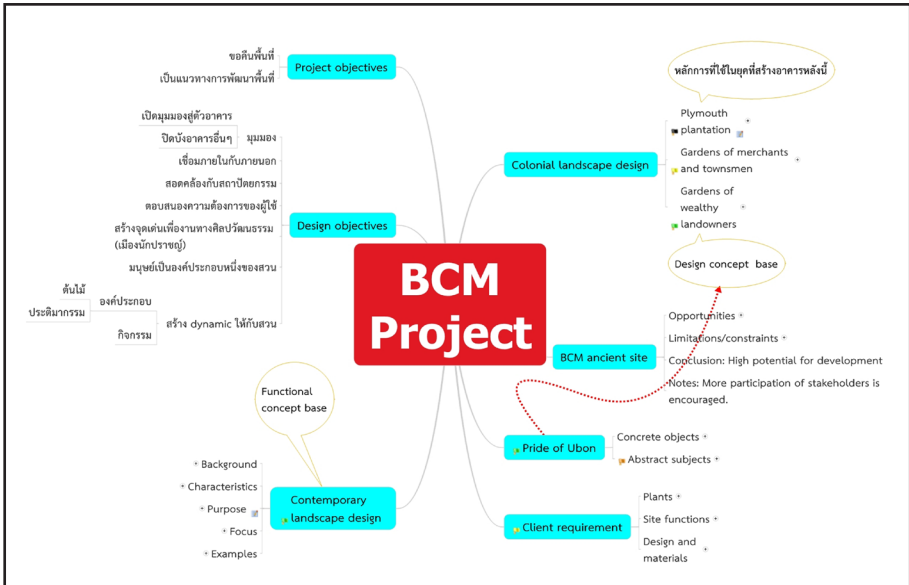 BCM
Project
Project objectives
ขอคืนพื้นที่
เป็นแนวทางการพัฒนาพื้นที่
Design objectives
มุมมอง
เปิดมุมมองสู่ตัวอาคาร
ปิดบังอาคารอื่นๆ
เชื่อมภายในกับภายนอก
สอดคล้องกับสถาปัตยกรรม
ตอบสนองความต้องการของผู้ใช้
สร้างจุดเด่นเพื่องานทางศิลปวัฒนธรรม
(เมืองนักปราชญ์)
มนุษย์เป็นองค์ประกอบหนึ่งของสวน
สร้าง dynamic ให้กับสวน
องค์ประกอบ
ต้นไม้
ประติมากรรม
กิจกรรม
Functional
concept base
Contemporary
landscape design
Background
Characteristics
Purpose
Focus
Examples
หลักการที่ใช้ในยุคที่สร้างอาคารหลังนี้
Colonial landscape design
Plymouth
plantation
Gardens of merchants
and townsmen
Gardens of
wealthy
landowners
Design concept base
BCM ancient site
Opportunities
Limitations/constraints
Conclusion: High potential for development
Notes: More participation of stakeholders is
encouraged.
Pride of Ubon
Concrete objects
Abstract subjects
Client requirement
Plants
Site functions
Design and
materials